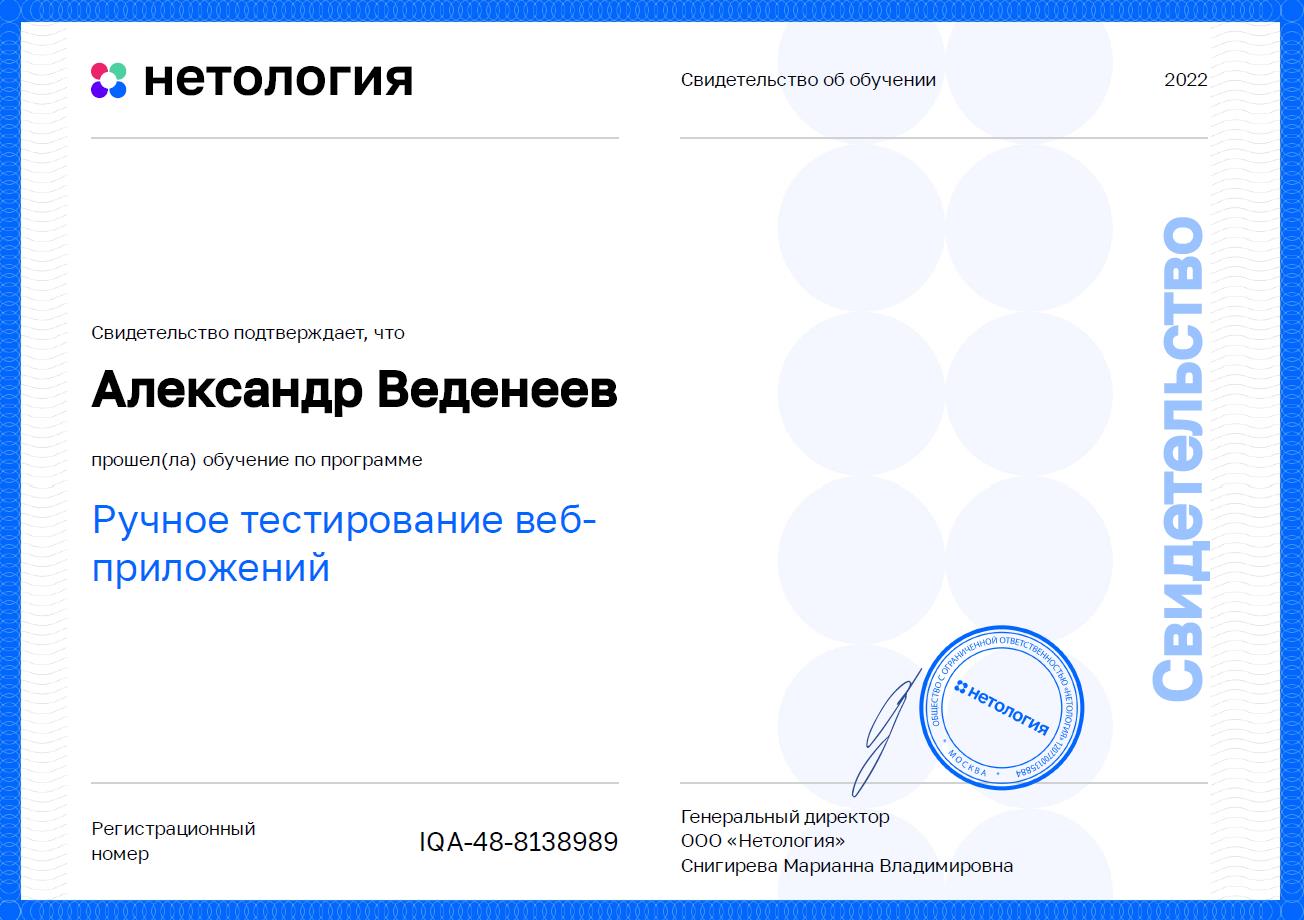 нетология
Свидетельство об обучении
2022
Свидетельство подтверждает, что
Александр Веденеев
прошел(ла) обучение по программе
Ручное тестирование веб-
приложений
Свидетельство
ОБЩЕСТВО С ОГРАНИЧЕННОЙ ОТВЕТСТВЕННОСТЬЮ «НЕТОЛОГИЯ» 1207700135884
* МОСКВА *
нетология
Регистрационный
номер
IQA-48-8138989
Генеральный директор
ООО «Нетология»
Снигирева Марианна Владимировна